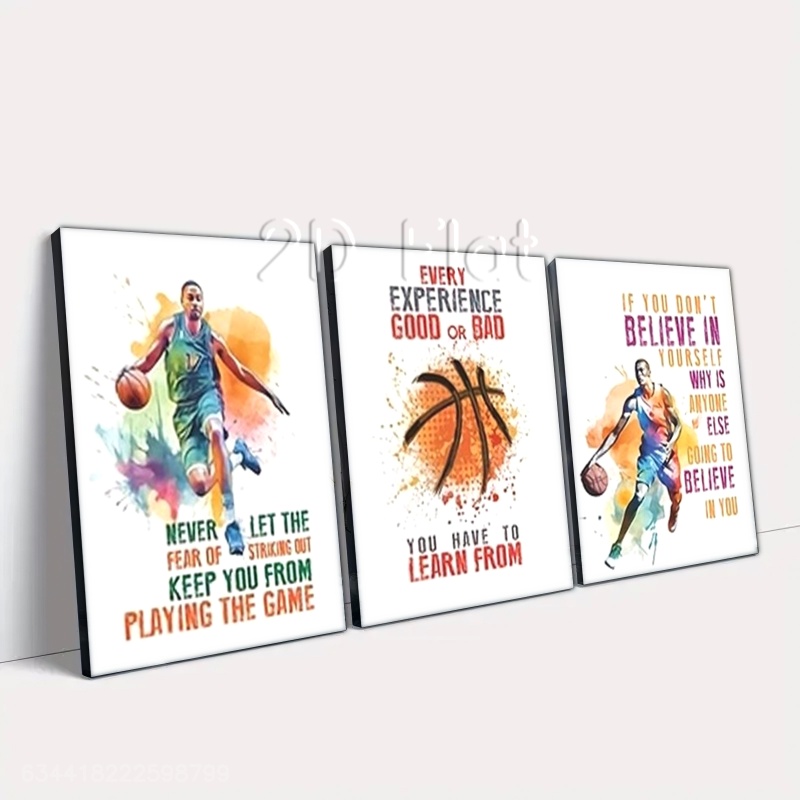 2D Flat
NEVER LET THE
FEAR OF STRIKING OUT
KEEP YOU FROM
PLAYING THE GAME
EVERY
EXPERIENCE
GOOD OR BAD
YOU HAVE TO
LEARN FROM
IF YOU DON'T
BELIEVE IN
YOURSELF
WHY IS
ANYONE
ELSE
GOING TO
BELIEVE
IN YOU
634418222598799